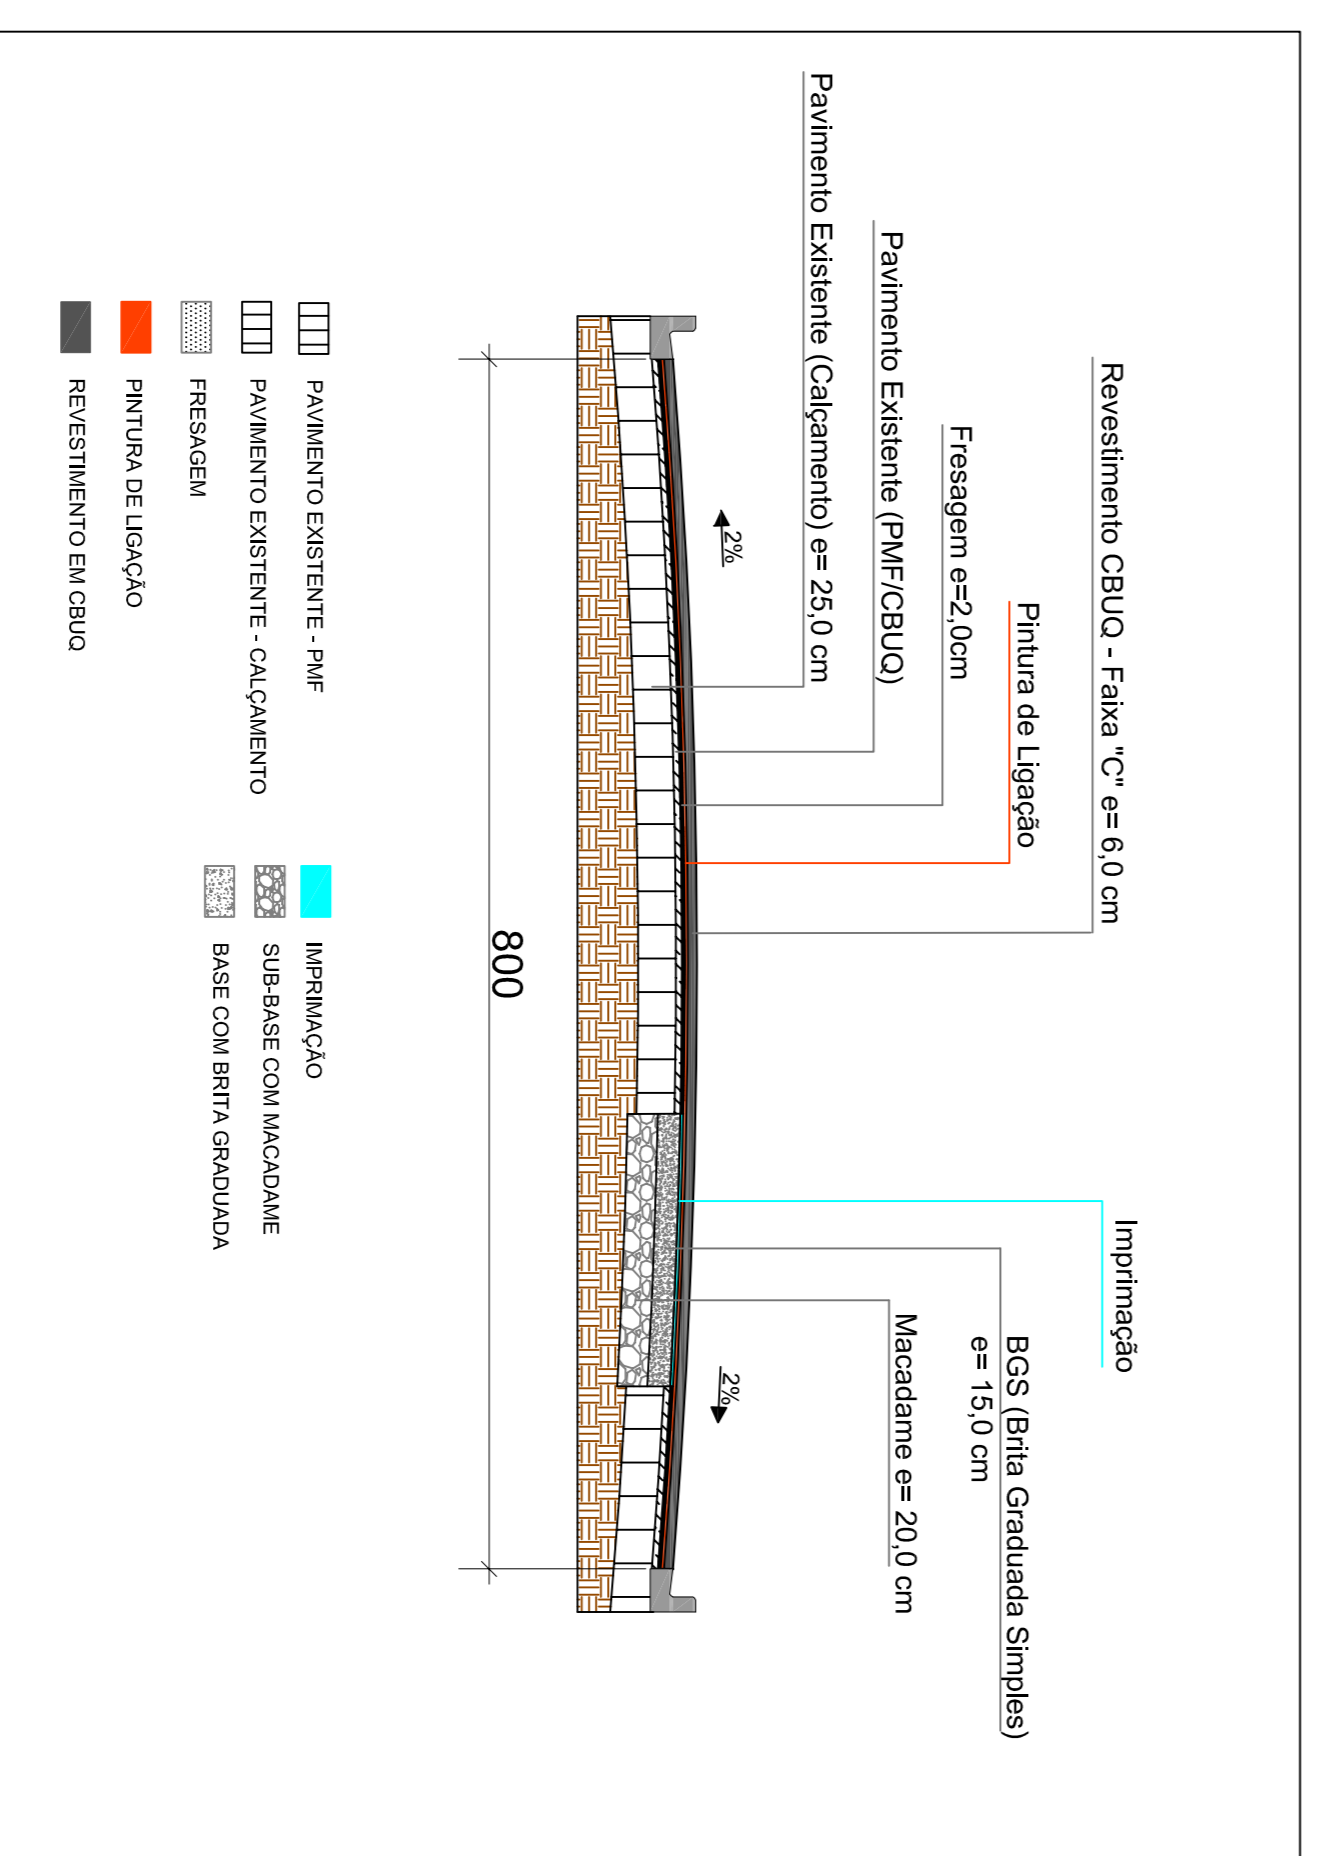 Revestimento CBUQ - Faixa "C" e= 6,0 cm
Imprimação
Pintura de Ligação
BGS (Brita Graduada Simples)
e= 15,0 cm
Fresagem e=2,0cm
Pavimento Existente (PMF/CBUQ)
Macadame e= 20,0 cm
Pavimento Existente (Calçamento) e= 25,0 cm
2%
2%
800
PAVIMENTO EXISTENTE - PMF
PAVIMENTO EXISTENTE - CALÇAMENTO
FRESAGEM
PINTURA DE LIGAÇÃO
REVESTIMENTO EM CBUQ
IMPRIMAÇÃO
SUB-BASE COM MACADAME
BASE COM BRITA GRADUADA